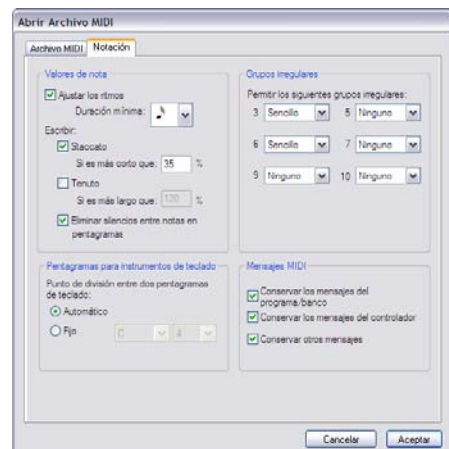 Abrir Archivo MIDI
Archivo MIDI Notación
Valores de nota
Ajustar los ritmos
Duración mínima:
Escribir:
Staccato
Si es más corto que: 35 %
Tenuto
Si es más largo que: 120 %
Eliminar silencios entre notas en
pentagramas
Grupos irregulares
Permitir los siguientes grupos irregulares:
3 Sencillo 5 Ninguno
6 Sencillo 7 Ninguno
9 Ninguno 10 Ninguno
Pentagramas para instrumentos de teclado
Punto de división entre dos pentagramas
de teclado:
Automático
Fijo C 4
Mensajes MIDI
Conservar los mensajes del
programa/banco
Conservar los mensajes del controlador
Conservar otros mensajes
Cancelar Aceptar